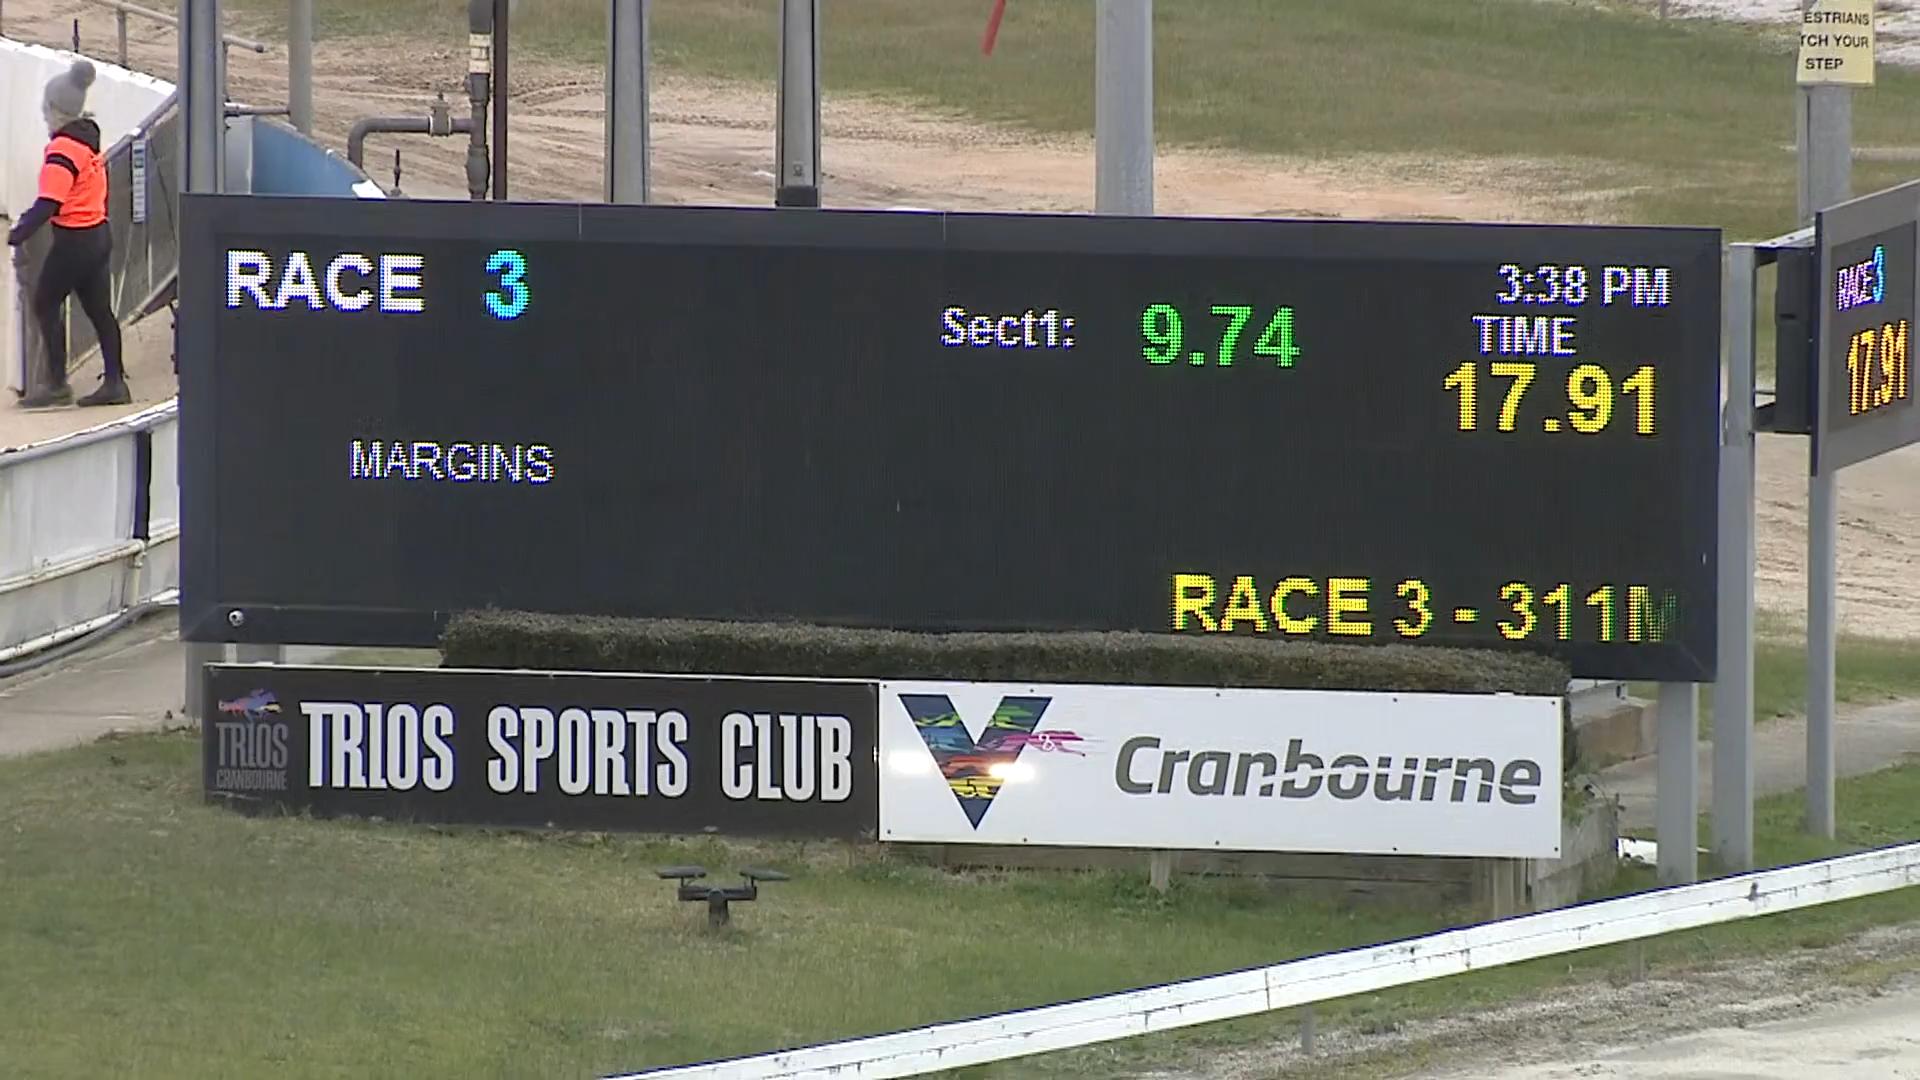 ESTRIANS
TCH YOUR
STEP
RACE 3
3:38 PM
Sect1: 9.74
TIME
17.91
MARGINS
RACE 3 - 311M
RACE 3
17.91
TRIOS
CRANBOURNE
TRIOS SPORTS CLUB
Cranbourne